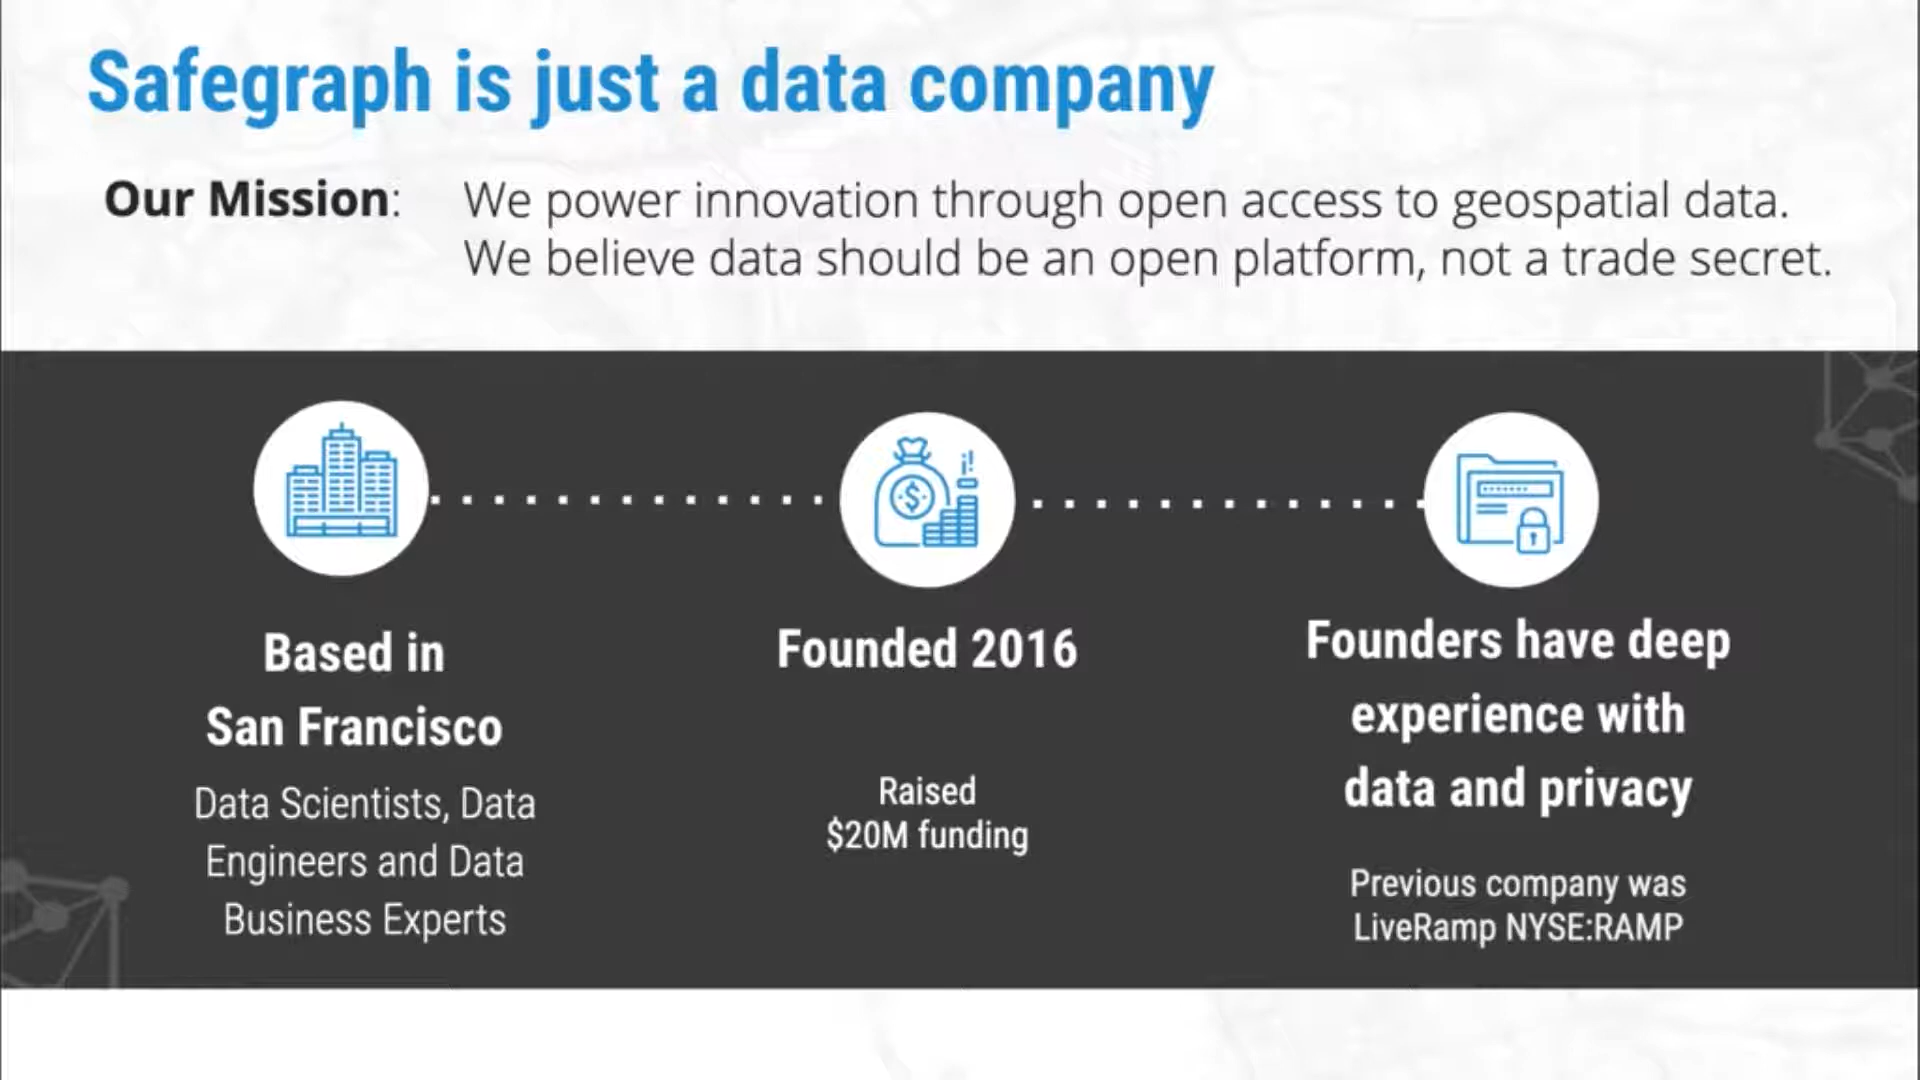 Safegraph is just a data company
Our Mission: We power innovation through open access to geospatial data.
We believe data should be an open platform, not a trade secret.
Based in
San Francisco
Data Scientists, Data
Engineers and Data
Business Experts
Founded 2016
Raised
$20M funding
Founders have deep
experience with
data and privacy
Previous company was
LiveRamp NYSE:RAMP